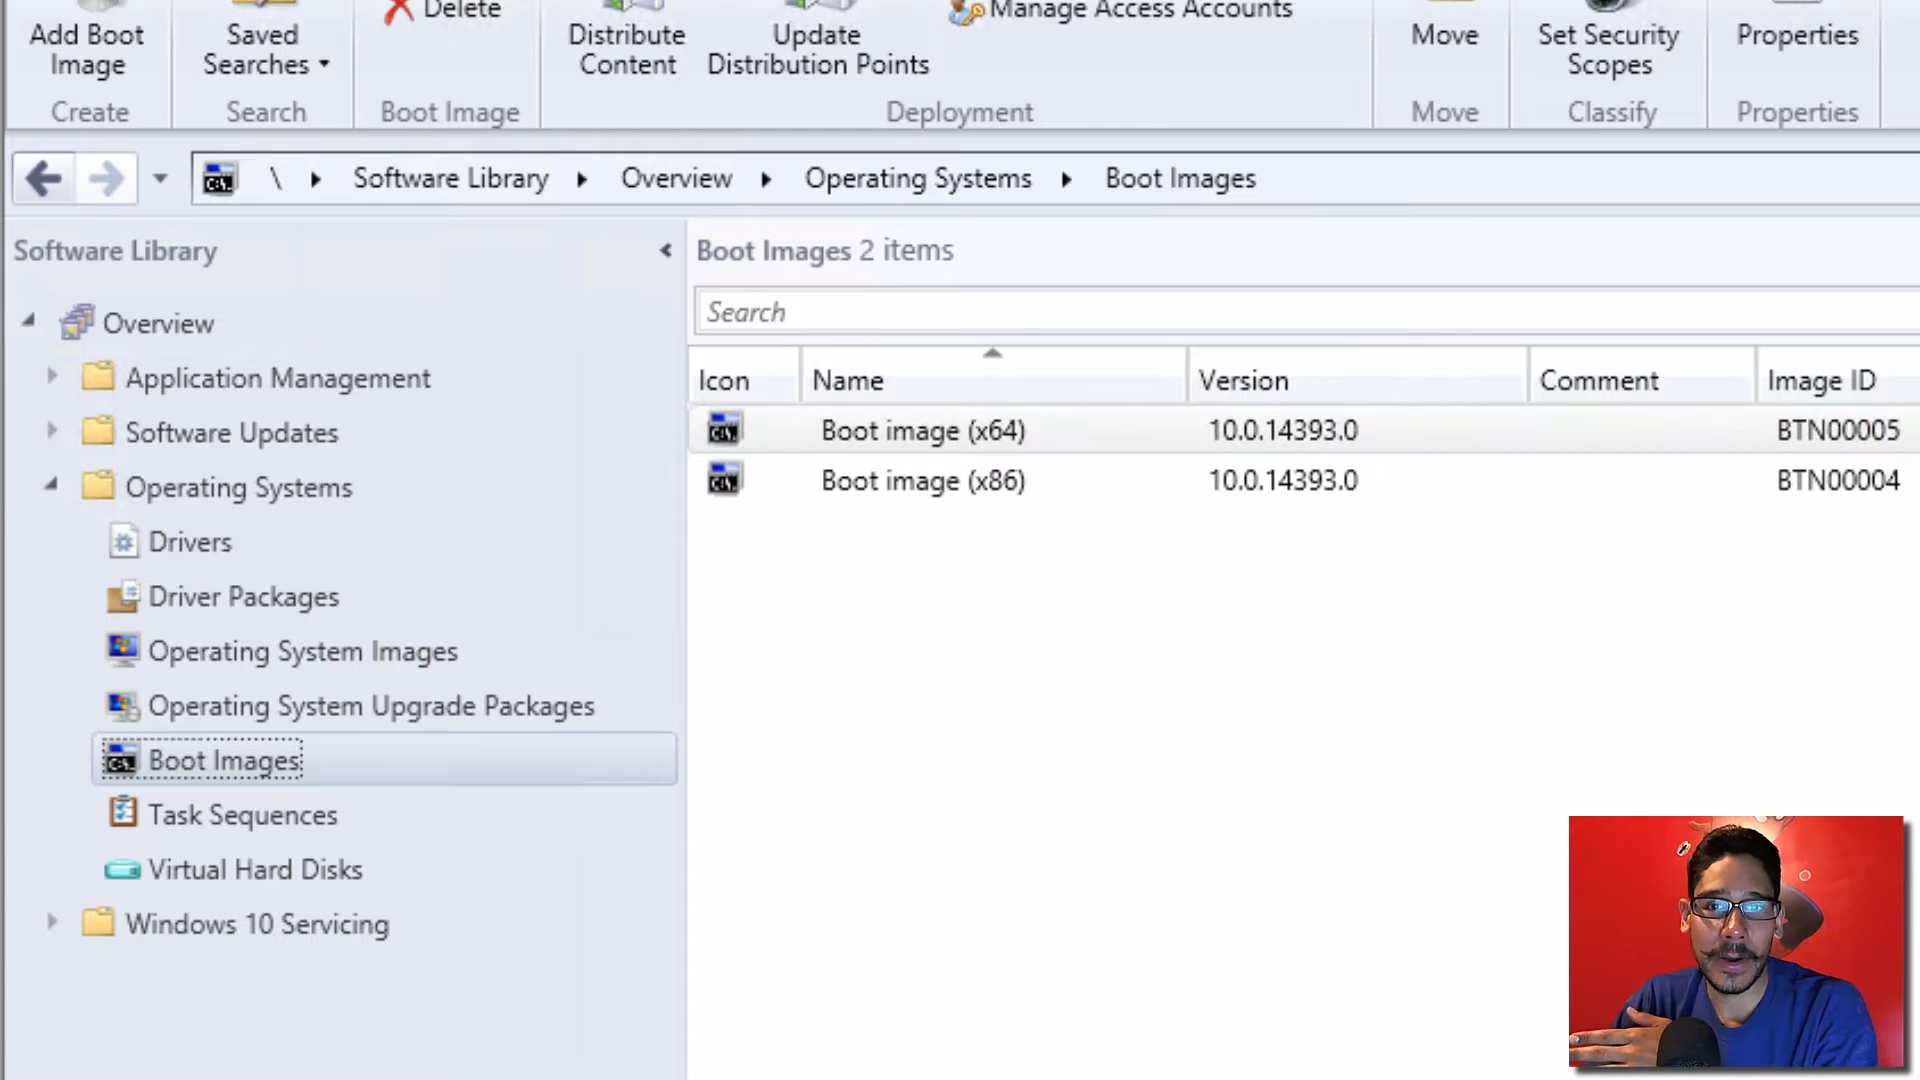 Delete
Manage Access Accounts
Add Boot
Image
Saved
Searches
Distribute
Content
Update
Distribution Points
Move
Set Security
Scopes
Properties
Create
Search
Boot Image
Deployment
Move
Classify
Properties
\ Software Library Overview Operating Systems Boot Images
Software Library
Overview
Application Management
Software Updates
Operating Systems
Drivers
Driver Packages
Operating System Images
Operating System Upgrade Packages
Boot Images
Task Sequences
Virtual Hard Disks
Windows 10 Servicing
Boot Images 2 items
Search
Icon Name Version Comment Image ID
C:\. Boot image (x64) 10.0.14393.0 BTN00005
C:\. Boot image (x86) 10.0.14393.0 BTN00004